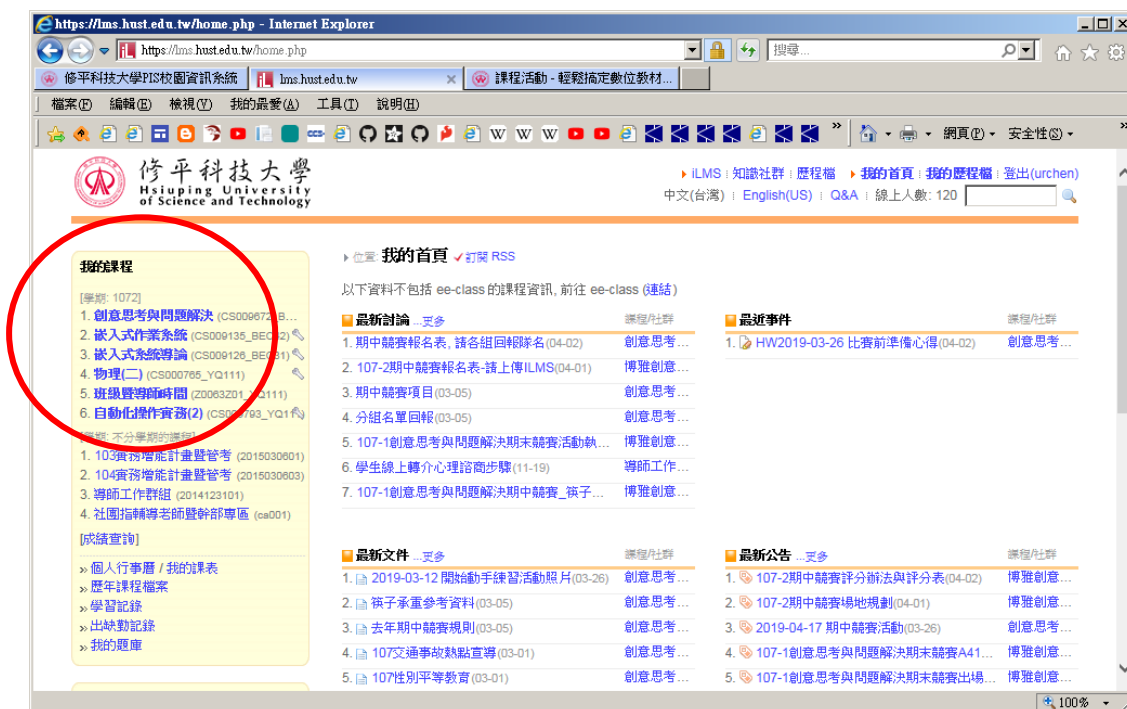 https://lms.hust.edu.tw/home.php - Internet Explorer
https://lms.hust.edu.tw/home.php
搜尋...
修平科技大學PIS校園資訊系統
lms.hust.edu.tw
課程活動 - 輕鬆搞定數位教材...
檔案(F) 編輯(E) 檢視(V) 我的最愛(A) 工具(T) 說明(H)
網頁(P) 安全性(S)
修平科技大學
Hsiuping University
of Science and Technology
iLMS 知識社群 歷程檔 我的首頁 我的歷程檔 登出(urchen)
中文(台灣) English(US) Q&A 線上人數: 120
我的課程
[學期: 1072]
1. 創意思考與問題解決 (CS009672_B...
2. 嵌入式作業系統 (CS009135_BEC 2)
3. 嵌入式系統導論 (CS009126_BEC 31)
4. 物理(二) (CS000765_YQ111)
5. 班級暨導師時間 (Z0063Z01_YQ111)
6. 自動化操作實務(2) (CS00 793_YQ1
[學期: 不分學期的課程]
1. 103實務增能計畫暨管考 (2015030601)
2. 104實務增能計畫暨管考 (2015030603)
3. 導師工作群組 (2014123101)
4. 社團指輔導老師暨幹部專區 (ca001)
[成績查詢]
» 個人行事曆 / 我的課表
» 歷年課程檔案
» 學習記錄
» 出缺勤記錄
» 我的題庫
位置: 我的首頁 訂閱 RSS
以下資料不包括 ee-class 的課程資訊, 前往 ee-class (連結)
最新討論 ...更多 課程/社群
1. 期中競賽報名表, 請各組回報隊名(04-02) 創意思考...
2. 107-2期中競賽報名表-請上傳ILMS(04-01) 博雅創意...
3. 期中競賽項目(03-05) 創意思考...
4. 分組名單回報(03-05) 創意思考...
5. 107-1創意思考與問題解決期末競賽活動執... 博雅創意...
6. 學生線上轉介心理諮商步驟(11-19) 導師工作...
7. 107-1創意思考與問題解決期中競賽_筷子... 博雅創意...
最近事件 課程/社群
1. HW2019-03-26 比賽前準備心得(04-02) 創意思考...
最新文件 ...更多 課程/社群
1. 2019-03-12 開始動手練習活動照片(03-26) 創意思考...
2. 筷子承重參考資料(03-05) 創意思考...
3. 去年期中競賽規則(03-05) 創意思考...
4. 107交通事故熱點宣導(03-01) 創意思考...
5. 107性別平等教育(03-01) 創意思考...
最新公告 ...更多 課程/社群
1. 107-2期中競賽評分辦法與評分表(04-02) 博雅創意...
2. 107-2期中競賽場地規劃(04-01) 博雅創意...
3. 2019-04-17 期中競賽活動(03-26) 創意思考...
4. 107-1創意思考與問題解決期末競賽A41... 博雅創意...
5. 107-1創意思考與問題解決期末競賽出場... 博雅創意...
100%